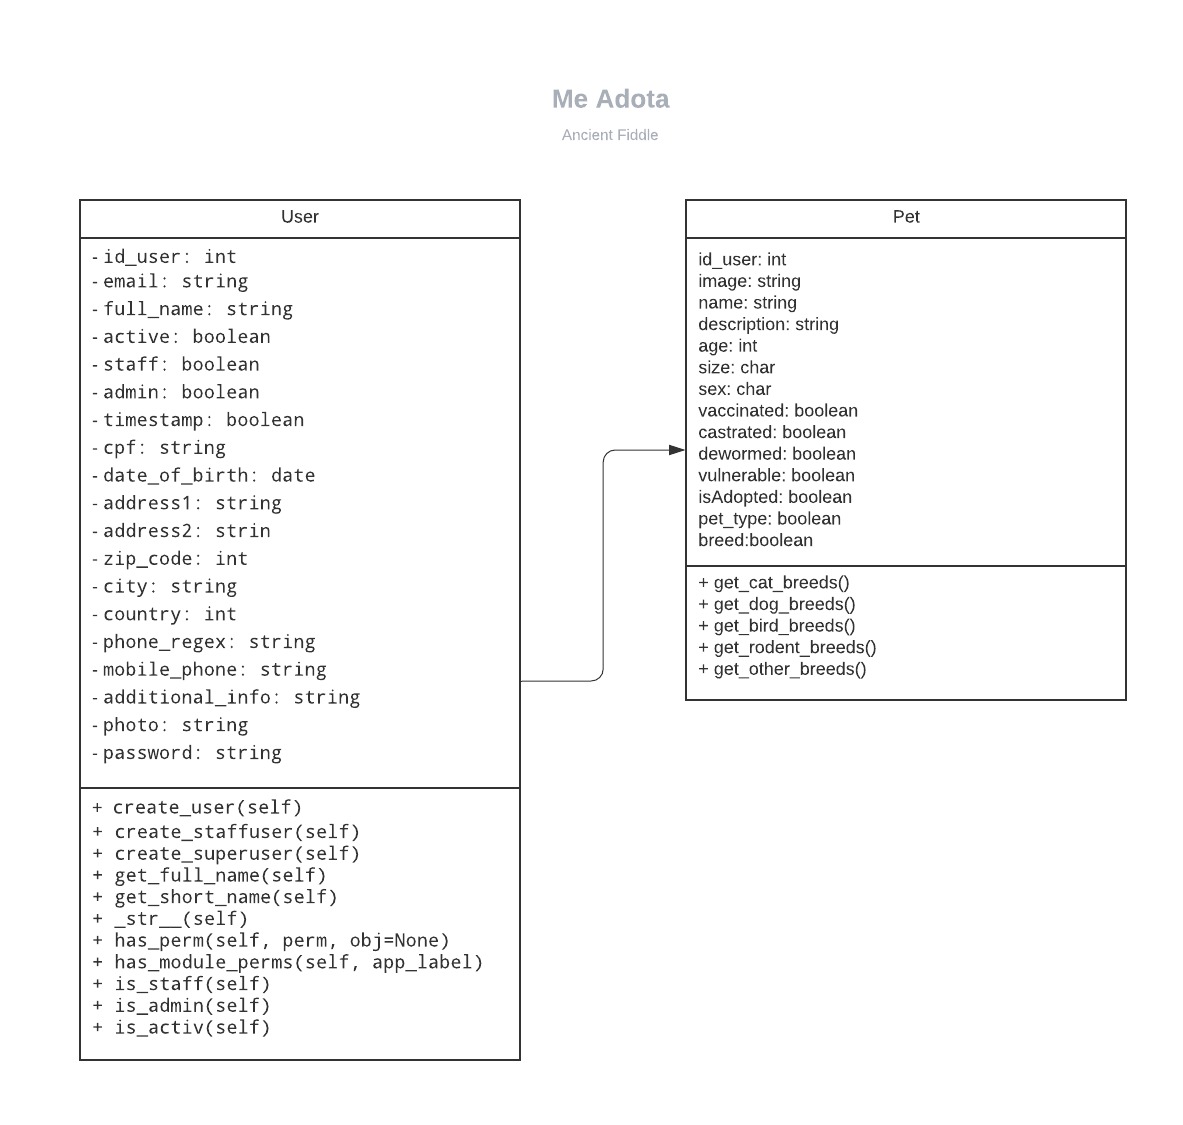 Me Adota
Ancient Fiddle
User
- id_user: int
- email: string
- full_name: string
- active: boolean
- staff: boolean
- admin: boolean
- timestamp: boolean
- cpf: string
- date_of_birth: date
- address1: string
- address2: strin
- zip_code: int
- city: string
- country: int
- phone_regex: string
- mobile_phone: string
- additional_info: string
- photo: string
- password: string
+ create_user(self)
+ create_staffuser(self)
+ create_superuser(self)
+ get_full_name(self)
+ get_short_name(self)
+ _str__(self)
+ has_perm(self, perm, obj=None)
+ has_module_perms(self, app_label)
+ is_staff(self)
+ is_admin(self)
+ is_activ(self)
Pet
id_user: int
image: string
name: string
description: string
age: int
size: char
sex: char
vaccinated: boolean
castrated: boolean
dewormed: boolean
vulnerable: boolean
isAdopted: boolean
pet_type: boolean
breed:boolean
+ get_cat_breeds()
+ get_dog_breeds()
+ get_bird_breeds()
+ get_rodent_breeds()
+ get_other_breeds()